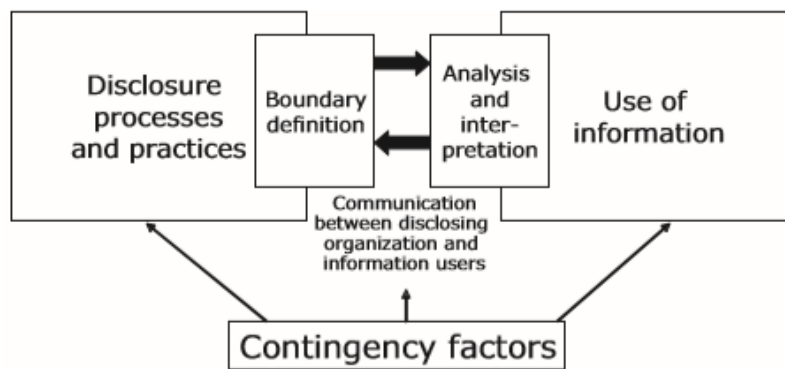 Disclosure
processes
and practices
Boundary
definition
Analysis
and
inter-
pretation
Use of
information
Communication
between disclosing
organization and
information users
Contingency factors